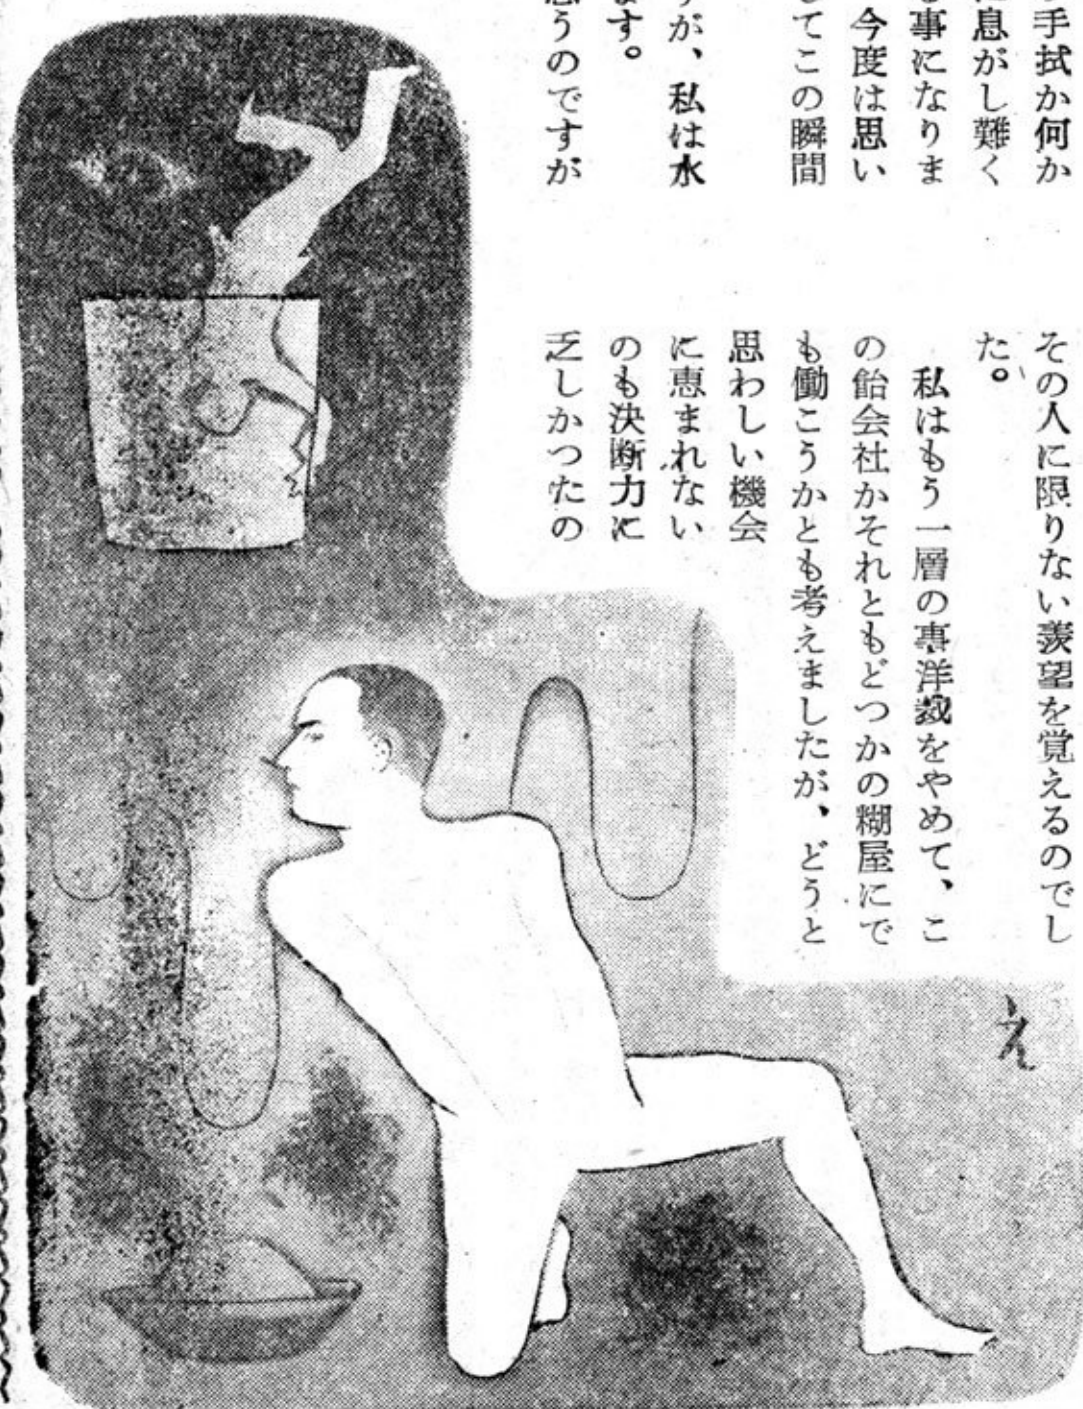 手拭か何か
息がし難く
事になりま
今度は思い
してこの瞬間
が、私は水
ます。
思うのですが
その人に限りない羨望を覚えるのでし
た。
私はもう一層の事洋裁をやめて、こ
の飴会社かそれともどつかの糊屋にで
も働こうかとも考えましたが、どうと
思わしい機会
に恵まれない
のも決断力に
乏しかつたの
え